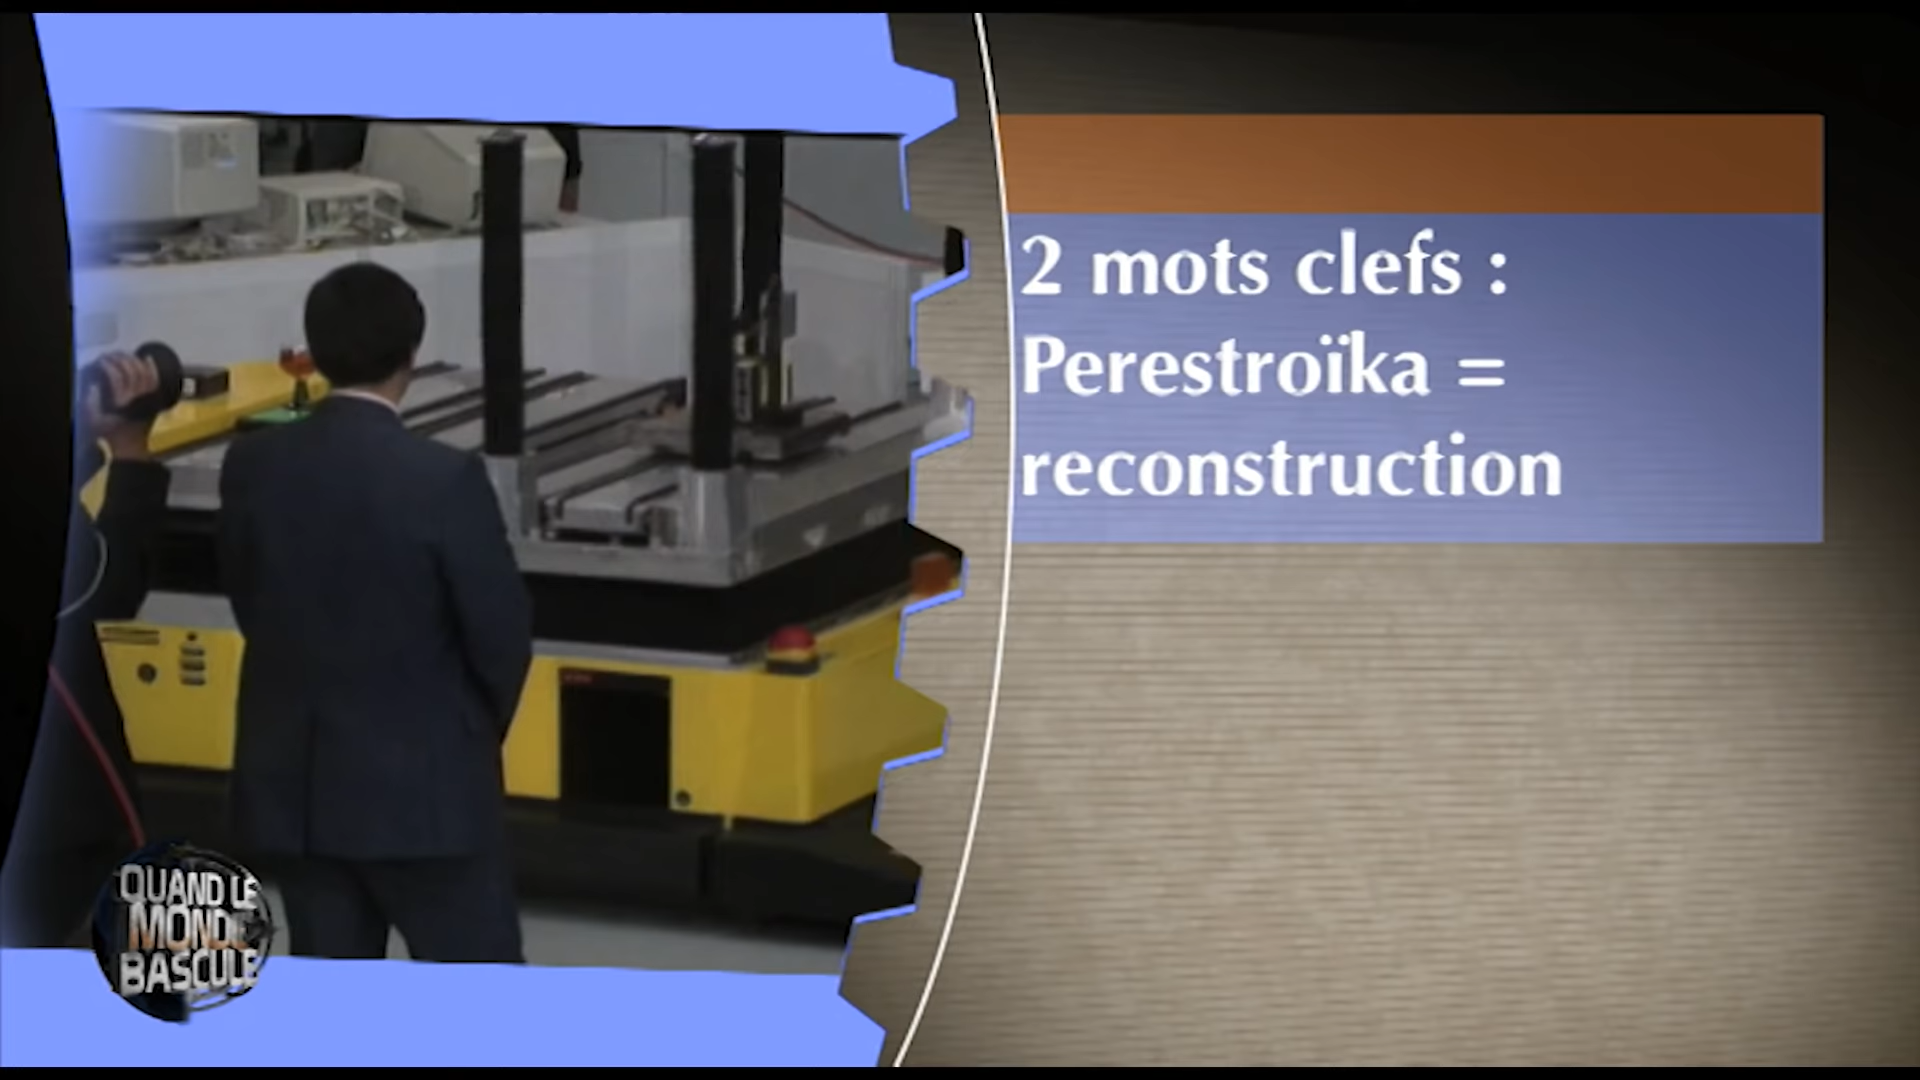 2 mots clefs :
Perestroïka =
reconstruction
QUAND LE
MONDE
BASCULE